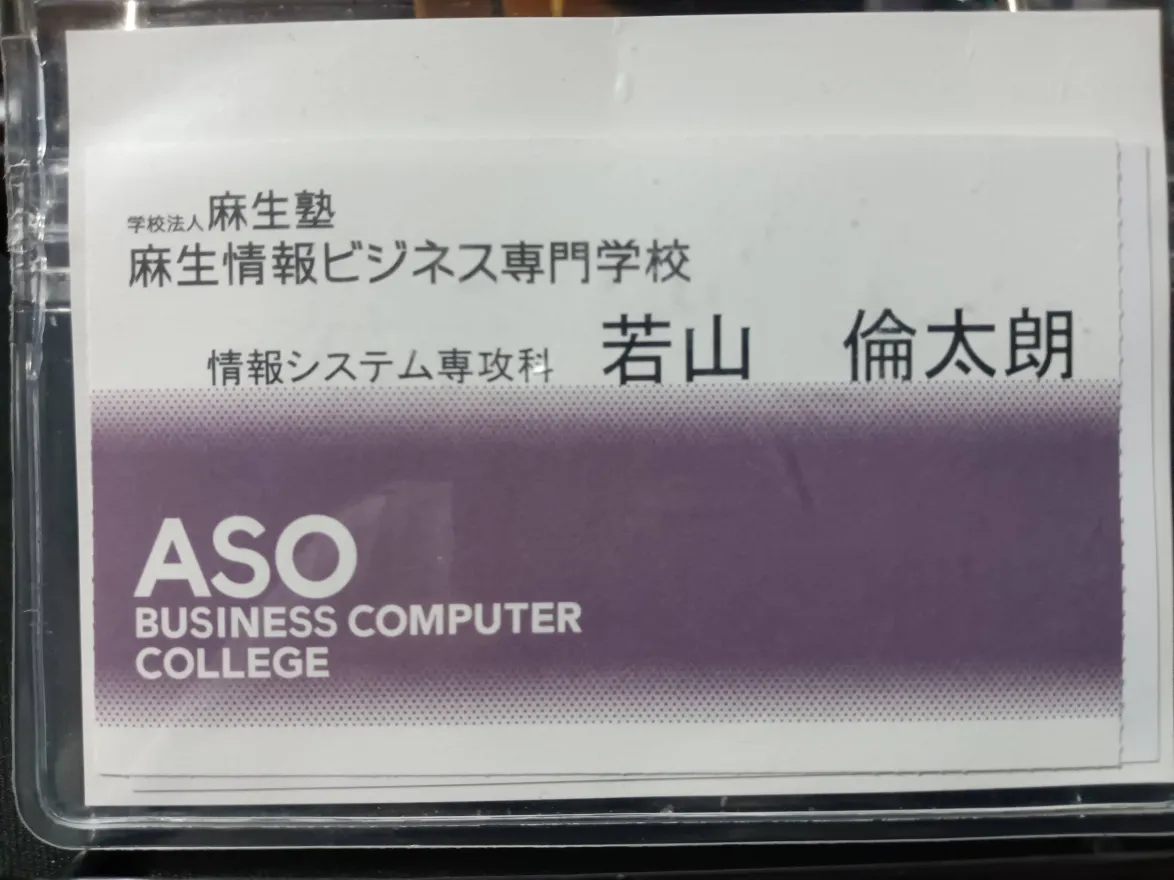 学校法人麻生塾
麻生情報ビジネス専門学校
情報システム専攻科 若山 倫太朗
ASO
BUSINESS COMPUTER
COLLEGE